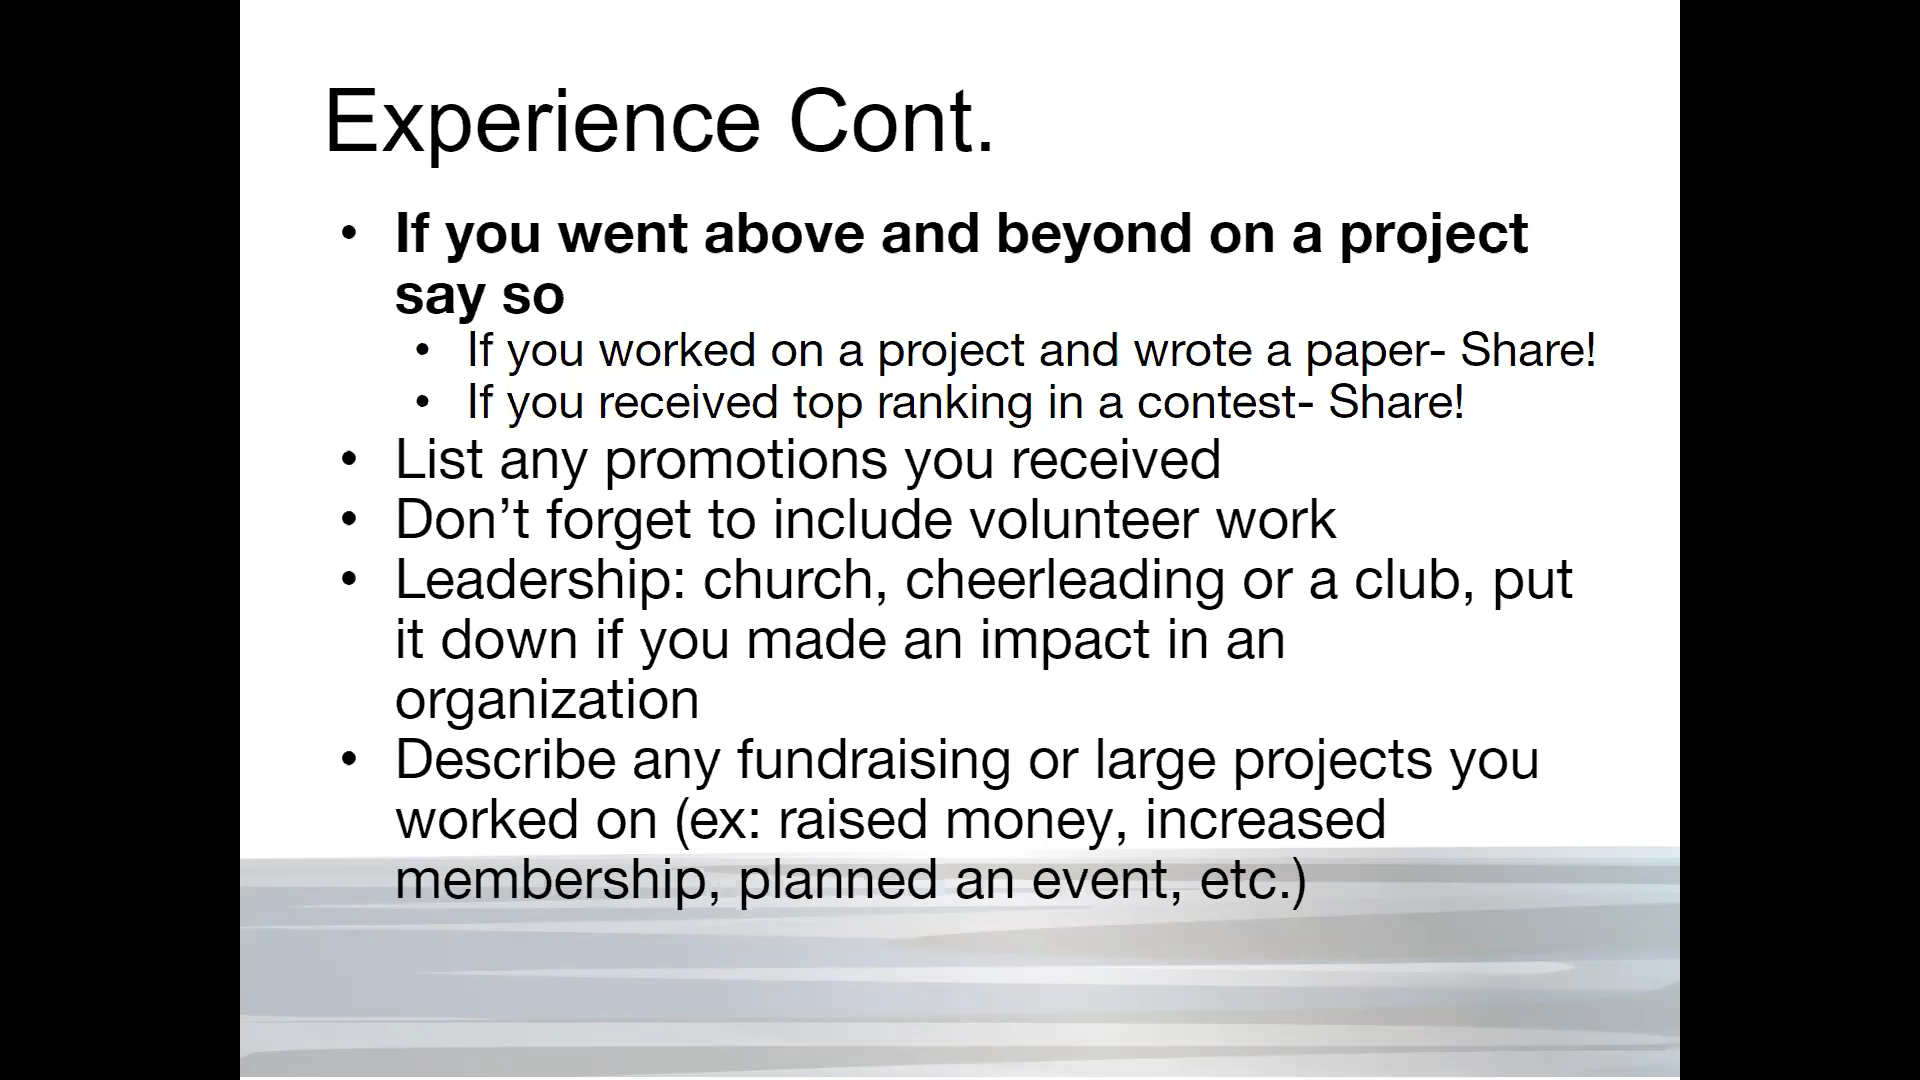 Experience Cont.
• If you went above and beyond on a project
say so
• If you worked on a project and wrote a paper- Share!
• If you received top ranking in a contest- Share!
• List any promotions you received
• Don’t forget to include volunteer work
• Leadership: church, cheerleading or a club, put
it down if you made an impact in an
organization
• Describe any fundraising or large projects you
worked on (ex: raised money, increased
membership, planned an event, etc.)